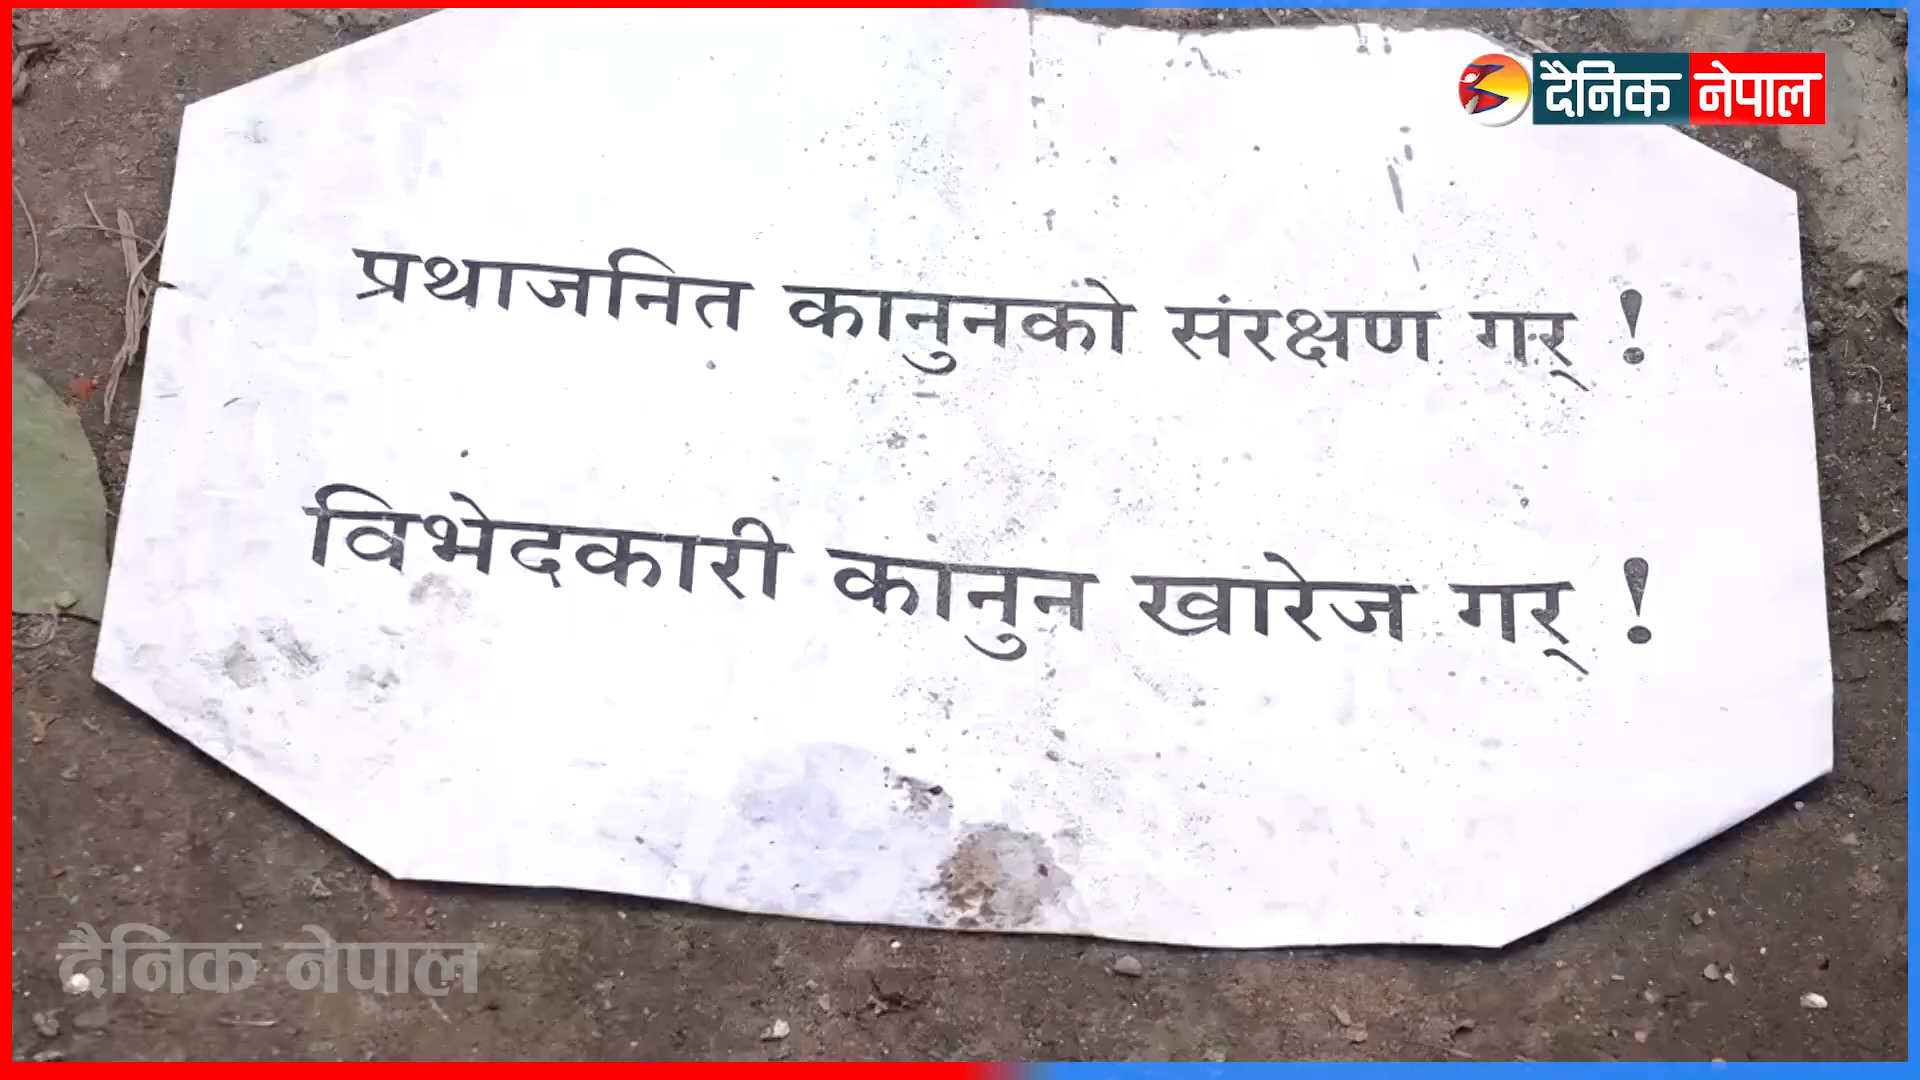 दैनिक नेपाल
प्रथाजनित कानुनको संरक्षण गर् !
विभेदकारी कानुन खारेज गर् !
दैनिक नेपाल